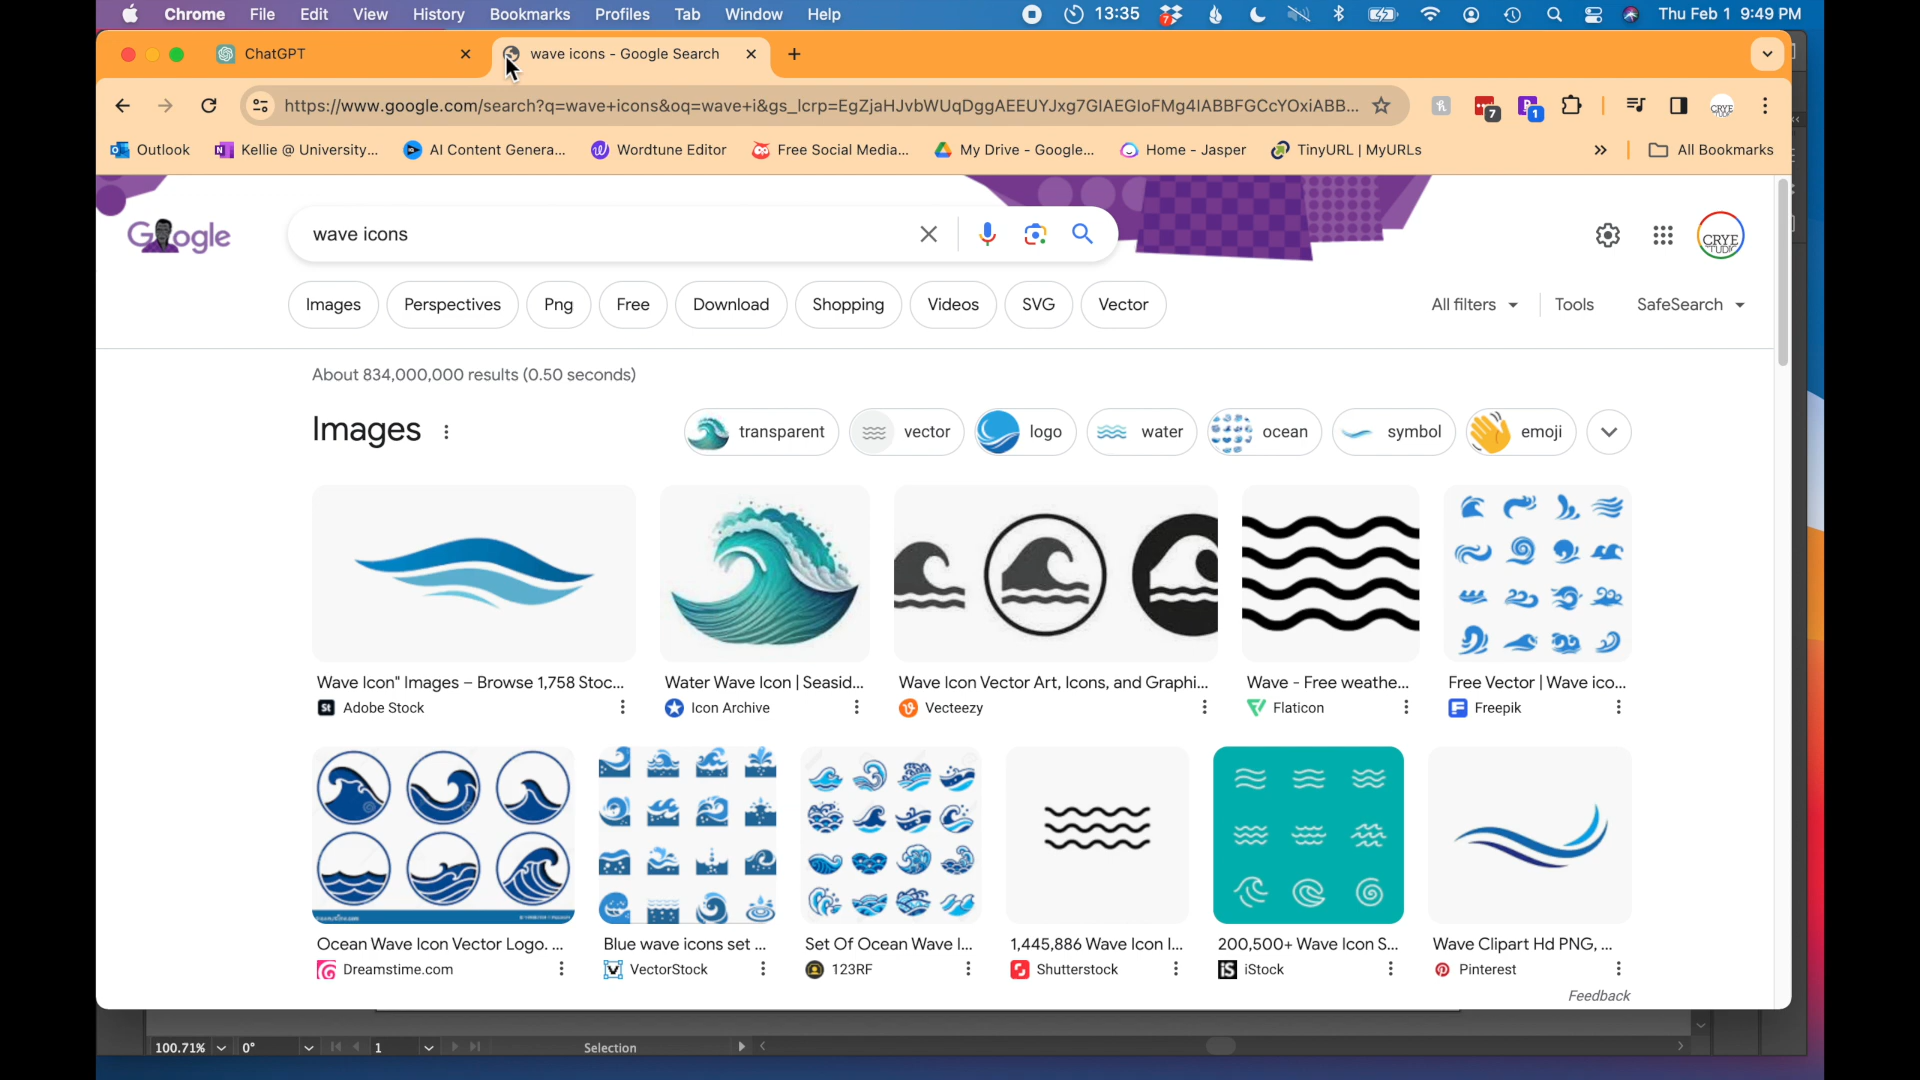 Chrome File Edit View History Bookmarks Profiles Tab Window Help 13:35 7 Thu Feb 1 9:49 PM
ChatGPT wave icons - Google Search
https://www.google.com/search?q=wave+icons&oq=wave+i&gs_lcrp=EgZjaHJvbWUqDggAEEUYJxg7GIAEGIoFMg4IABBFGCcYOxiABB... 7 1 CRYE
Outlook Kellie @ University... AI Content Genera... Wordtune Editor Free Social Media... My Drive - Google... Home - Jasper TinyURL | MyURLs » All Bookmarks
Google wave icons CRYE
Images Perspectives Png Free Download Shopping Videos SVG Vector All filters Tools SafeSearch
About 834,000,000 results (0.50 seconds)
Images transparent vector logo water ocean symbol emoji
Wave Icon" Images – Browse 1,758 Stoc... Water Wave Icon | Seasid... Wave Icon Vector Art, Icons, and Graphi... Wave - Free weathe... Free Vector | Wave ico...
St Adobe Stock Icon Archive Vecteezy Flaticon Freepik
Ocean Wave Icon Vector Logo. ... Blue wave icons set ... Set Of Ocean Wave I... 1,445,886 Wave Icon I... 200,500+ Wave Icon S... Wave Clipart Hd PNG, ...
Dreamstime.com VectorStock 123RF Shutterstock iS iStock Pinterest
Feedback
100.71% 0° 1 Selection